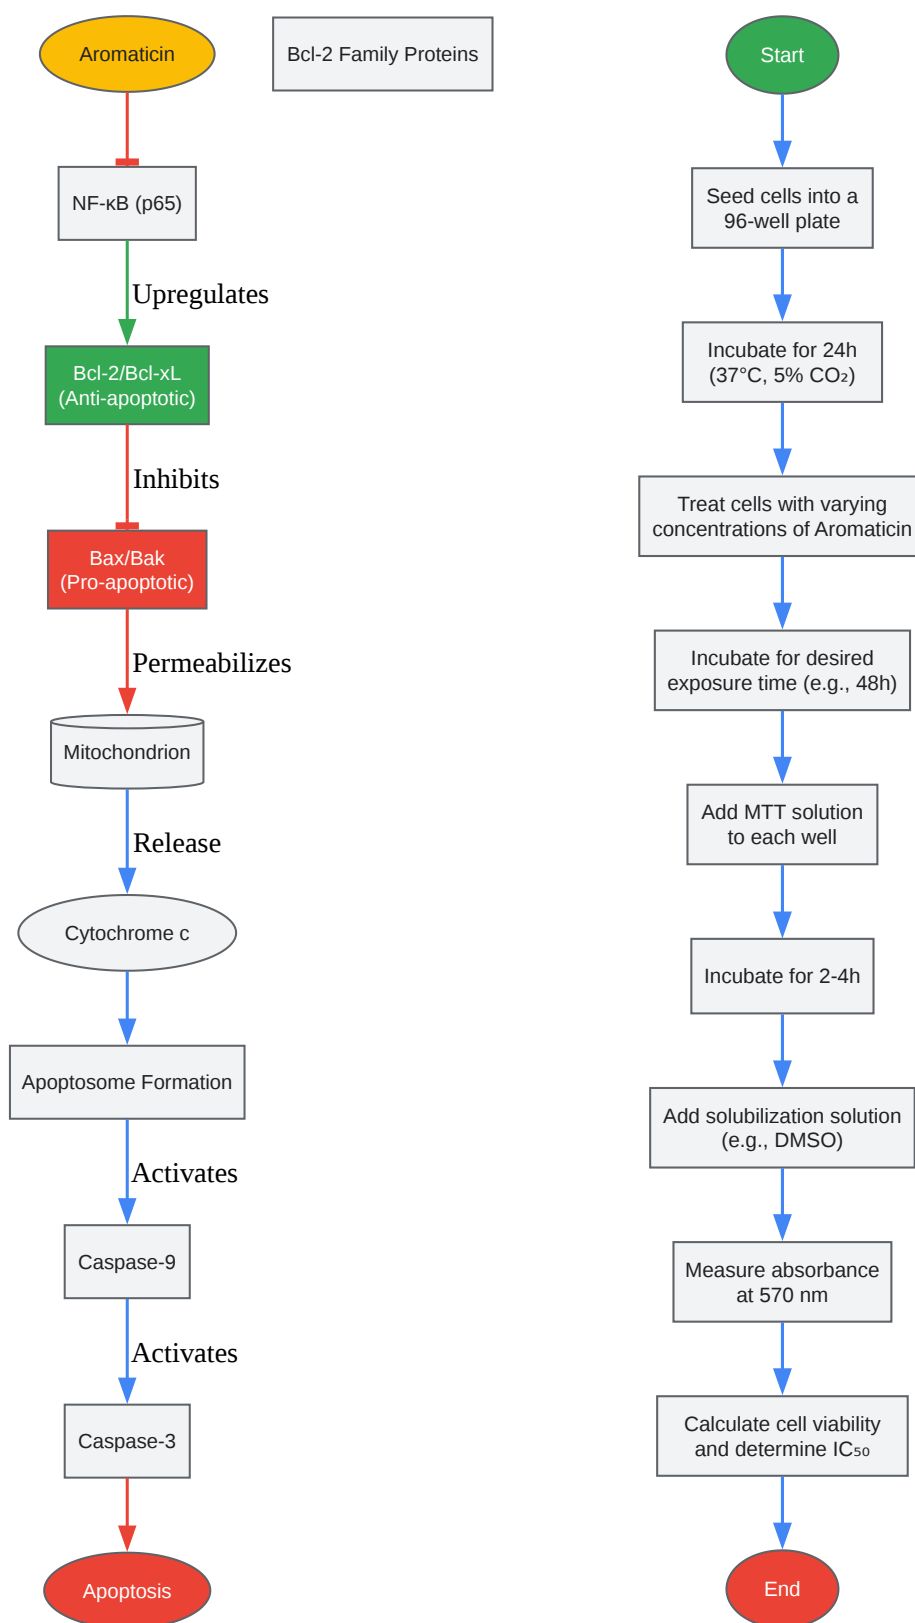 Aromaticin
Bcl-2 Family Proteins
NF-κB (p65)
Upregulates
Bcl-2/Bcl-xL
(Anti-apoptotic)
Inhibits
Bax/Bak
(Pro-apoptotic)
Permeabilizes
Mitochondrion
Release
Cytochrome c
Apoptosome Formation
Activates
Caspase-9
Activates
Caspase-3
Apoptosis
Start
Seed cells into a
96-well plate
Incubate for 24h
(37°C, 5% CO₂)
Treat cells with varying
concentrations of Aromaticin
Incubate for desired
exposure time (e.g., 48h)
Add MTT solution
to each well
Incubate for 2-4h
Add solubilization solution
(e.g., DMSO)
Measure absorbance
at 570 nm
Calculate cell viability
and determine IC₅₀
End